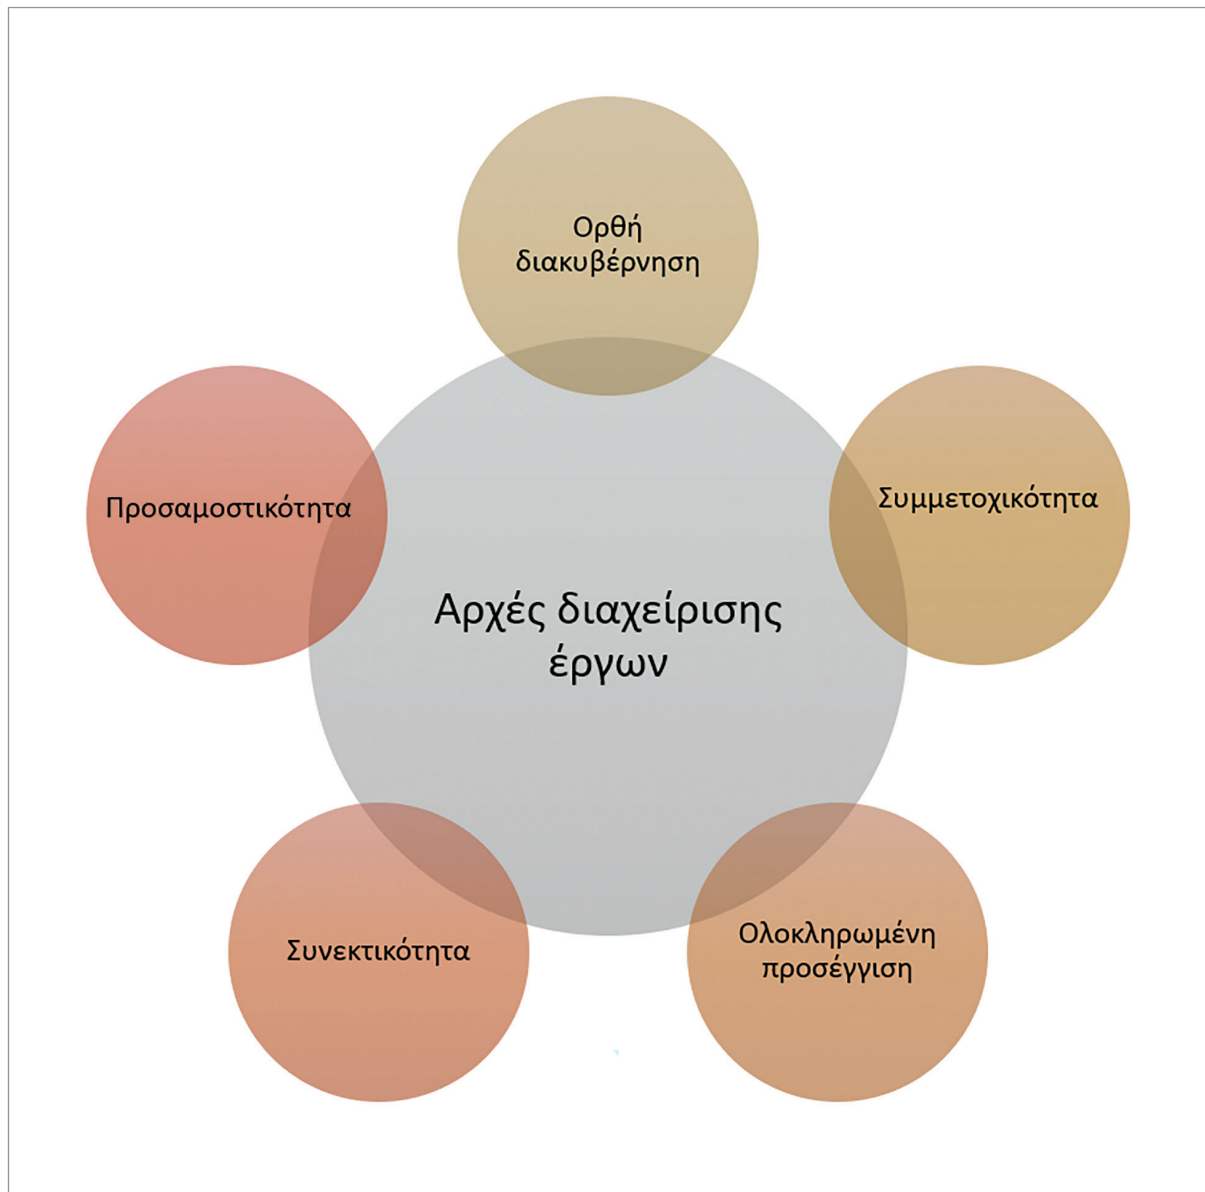 Ορθή
διακυβέρνηση
Προσαμοστικότητα
Συμμετοχικότητα
Αρχές διαχείρισης
έργων
Συνεκτικότητα
Ολοκληρωμένη
προσέγγιση